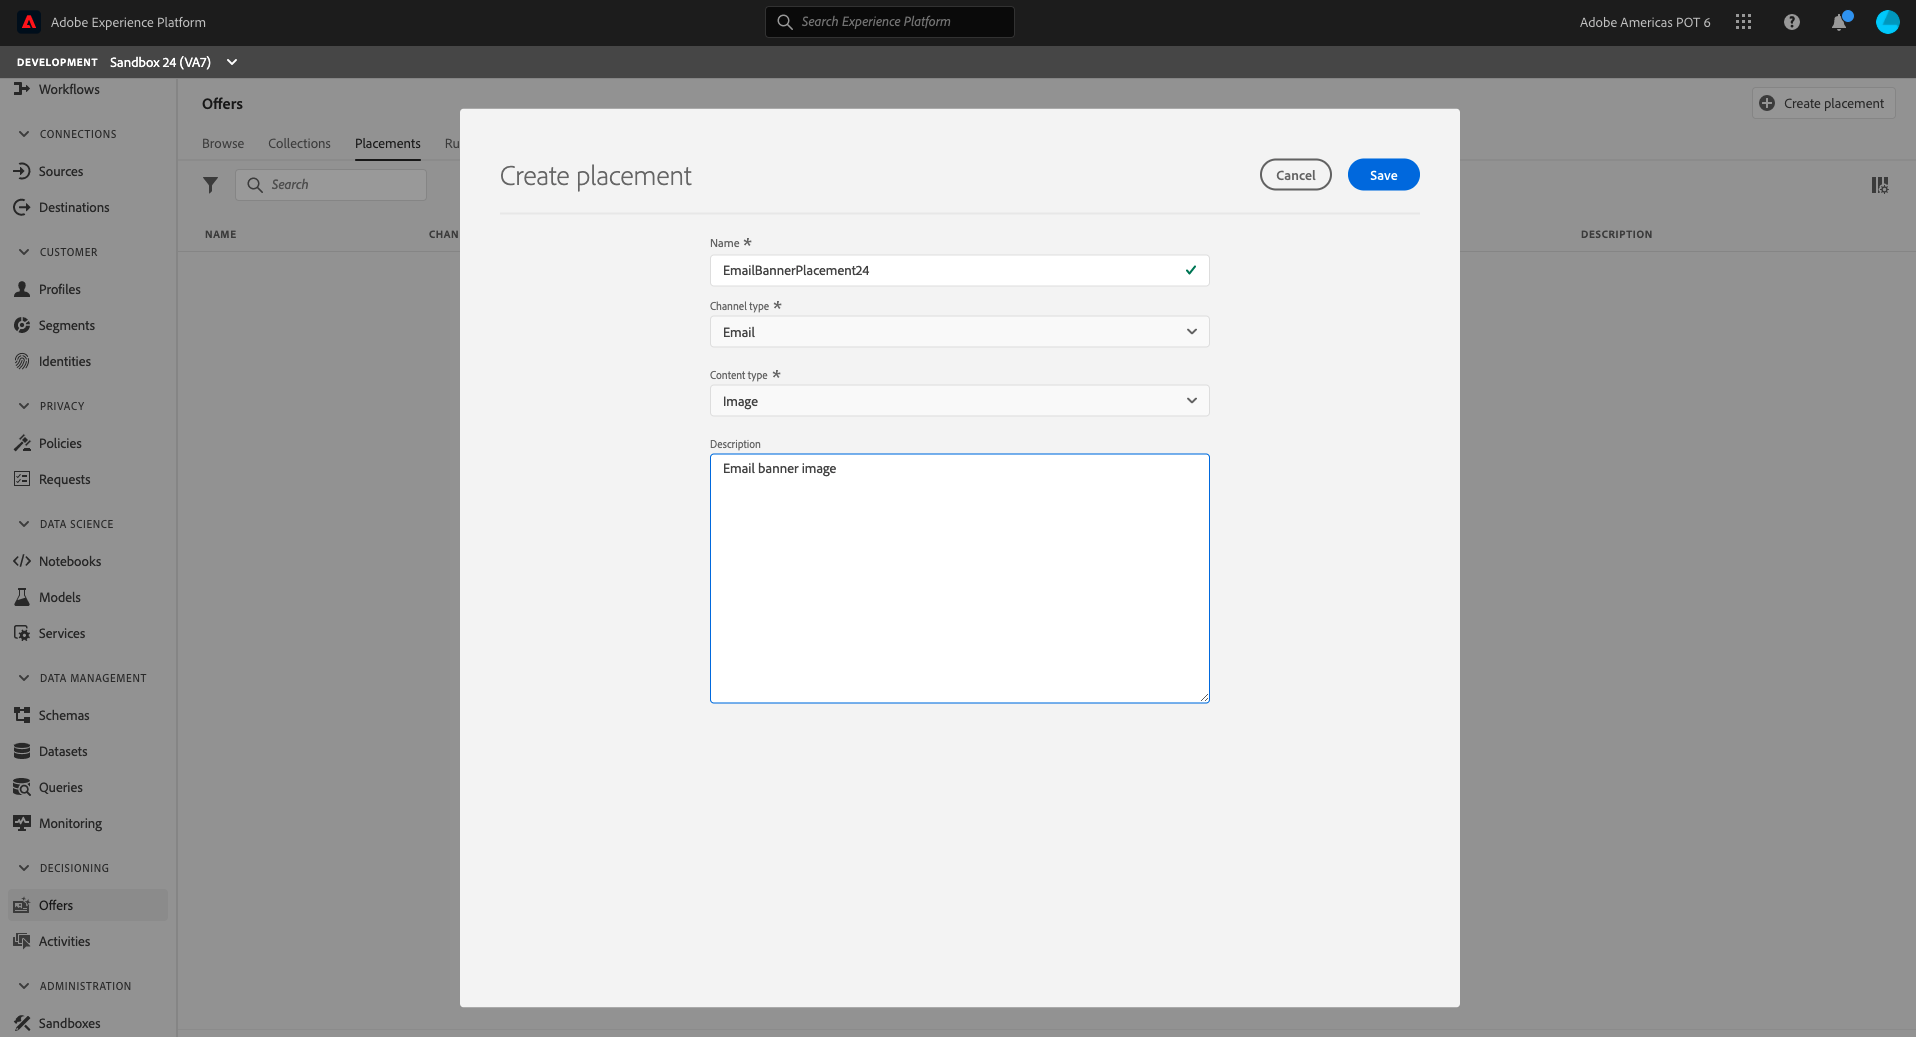 Adobe Experience Platform
Search Experience Platform
Adobe Americas POT 6
DEVELOPMENT Sandbox 24 (VA7)
Workflows
CONNECTIONS
Sources
Destinations
CUSTOMER
Profiles
Segments
Identities
PRIVACY
Policies
Requests
DATA SCIENCE
Notebooks
Models
Services
DATA MANAGEMENT
Schemas
Datasets
Queries
Monitoring
DECISIONING
Offers
Activities
ADMINISTRATION
Sandboxes
Offers
Create placement
Browse Collections Placements Ru
Search
NAME CHAN DESCRIPTION
Create placement
Cancel Save
Name *
EmailBannerPlacement24
Channel type *
Email
Content type *
Image
Description
Email banner image